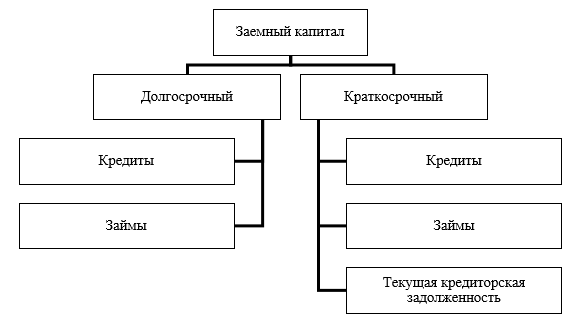 Заемный капитал
Долгосрочный
Краткосрочный
Кредиты
Кредиты
Займы
Займы
Текущая кредиторская
задолженность